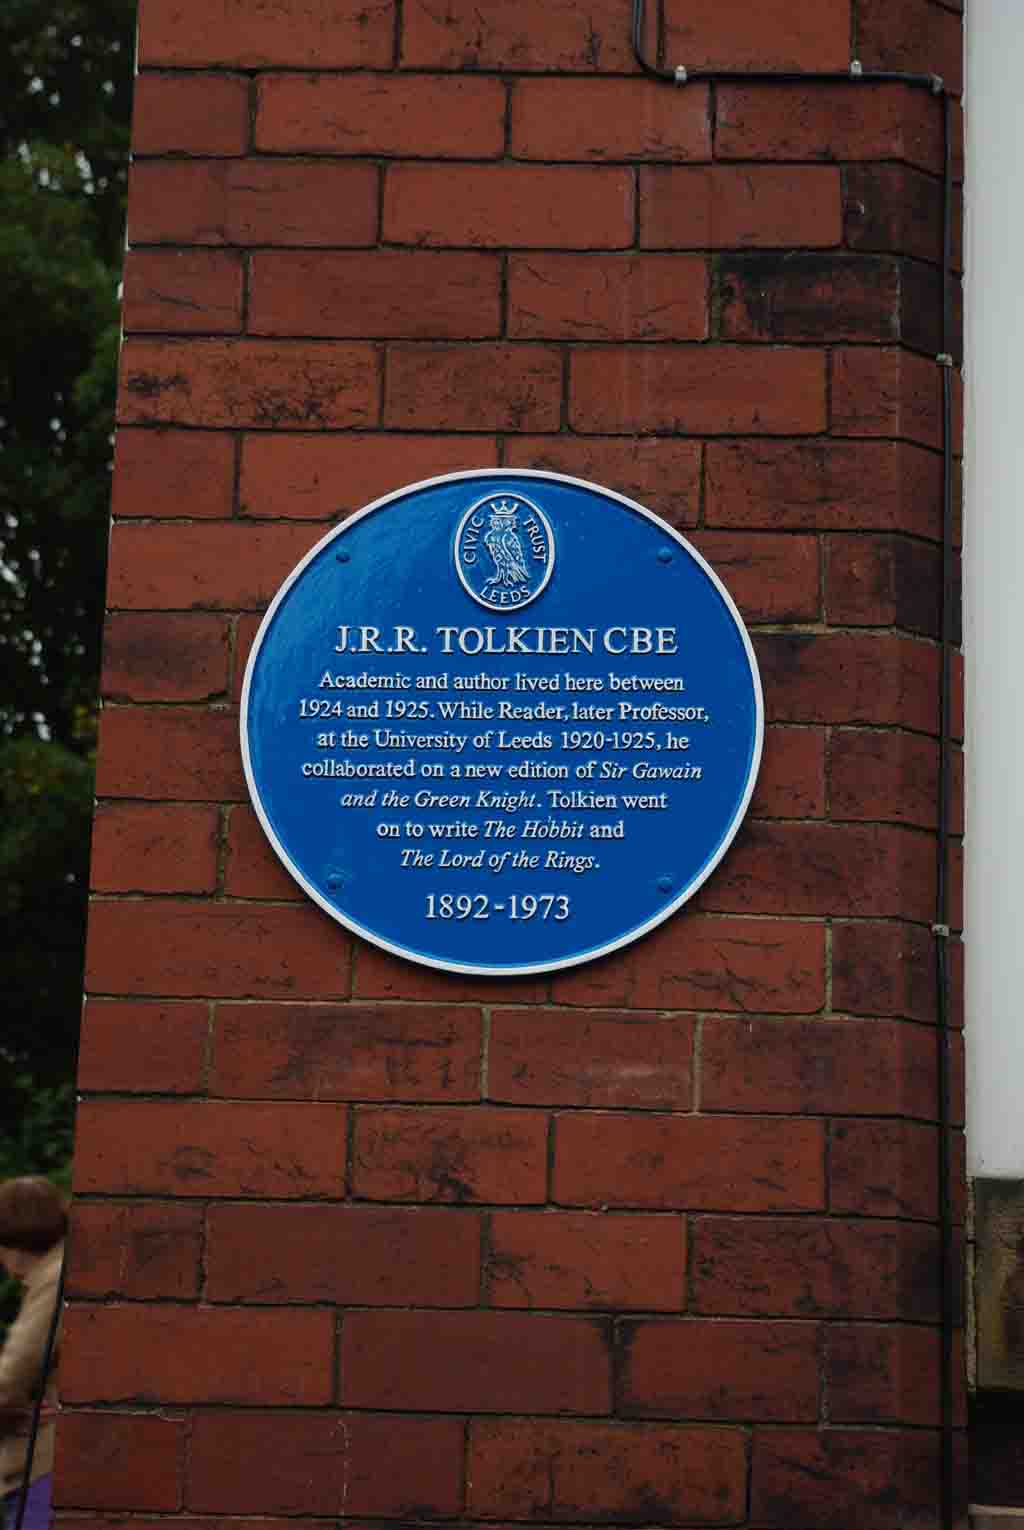 CIVIC TRUST
LEEDS
J.R.R. TOLKIEN CBE
Academic and author lived here between
1924 and 1925. While Reader, later Professor,
at the University of Leeds 1920-1925, he
collaborated on a new edition of Sir Gawain
and the Green Knight. Tolkien went
on to write The Hobbit and
The Lord of the Rings.
1892-1973